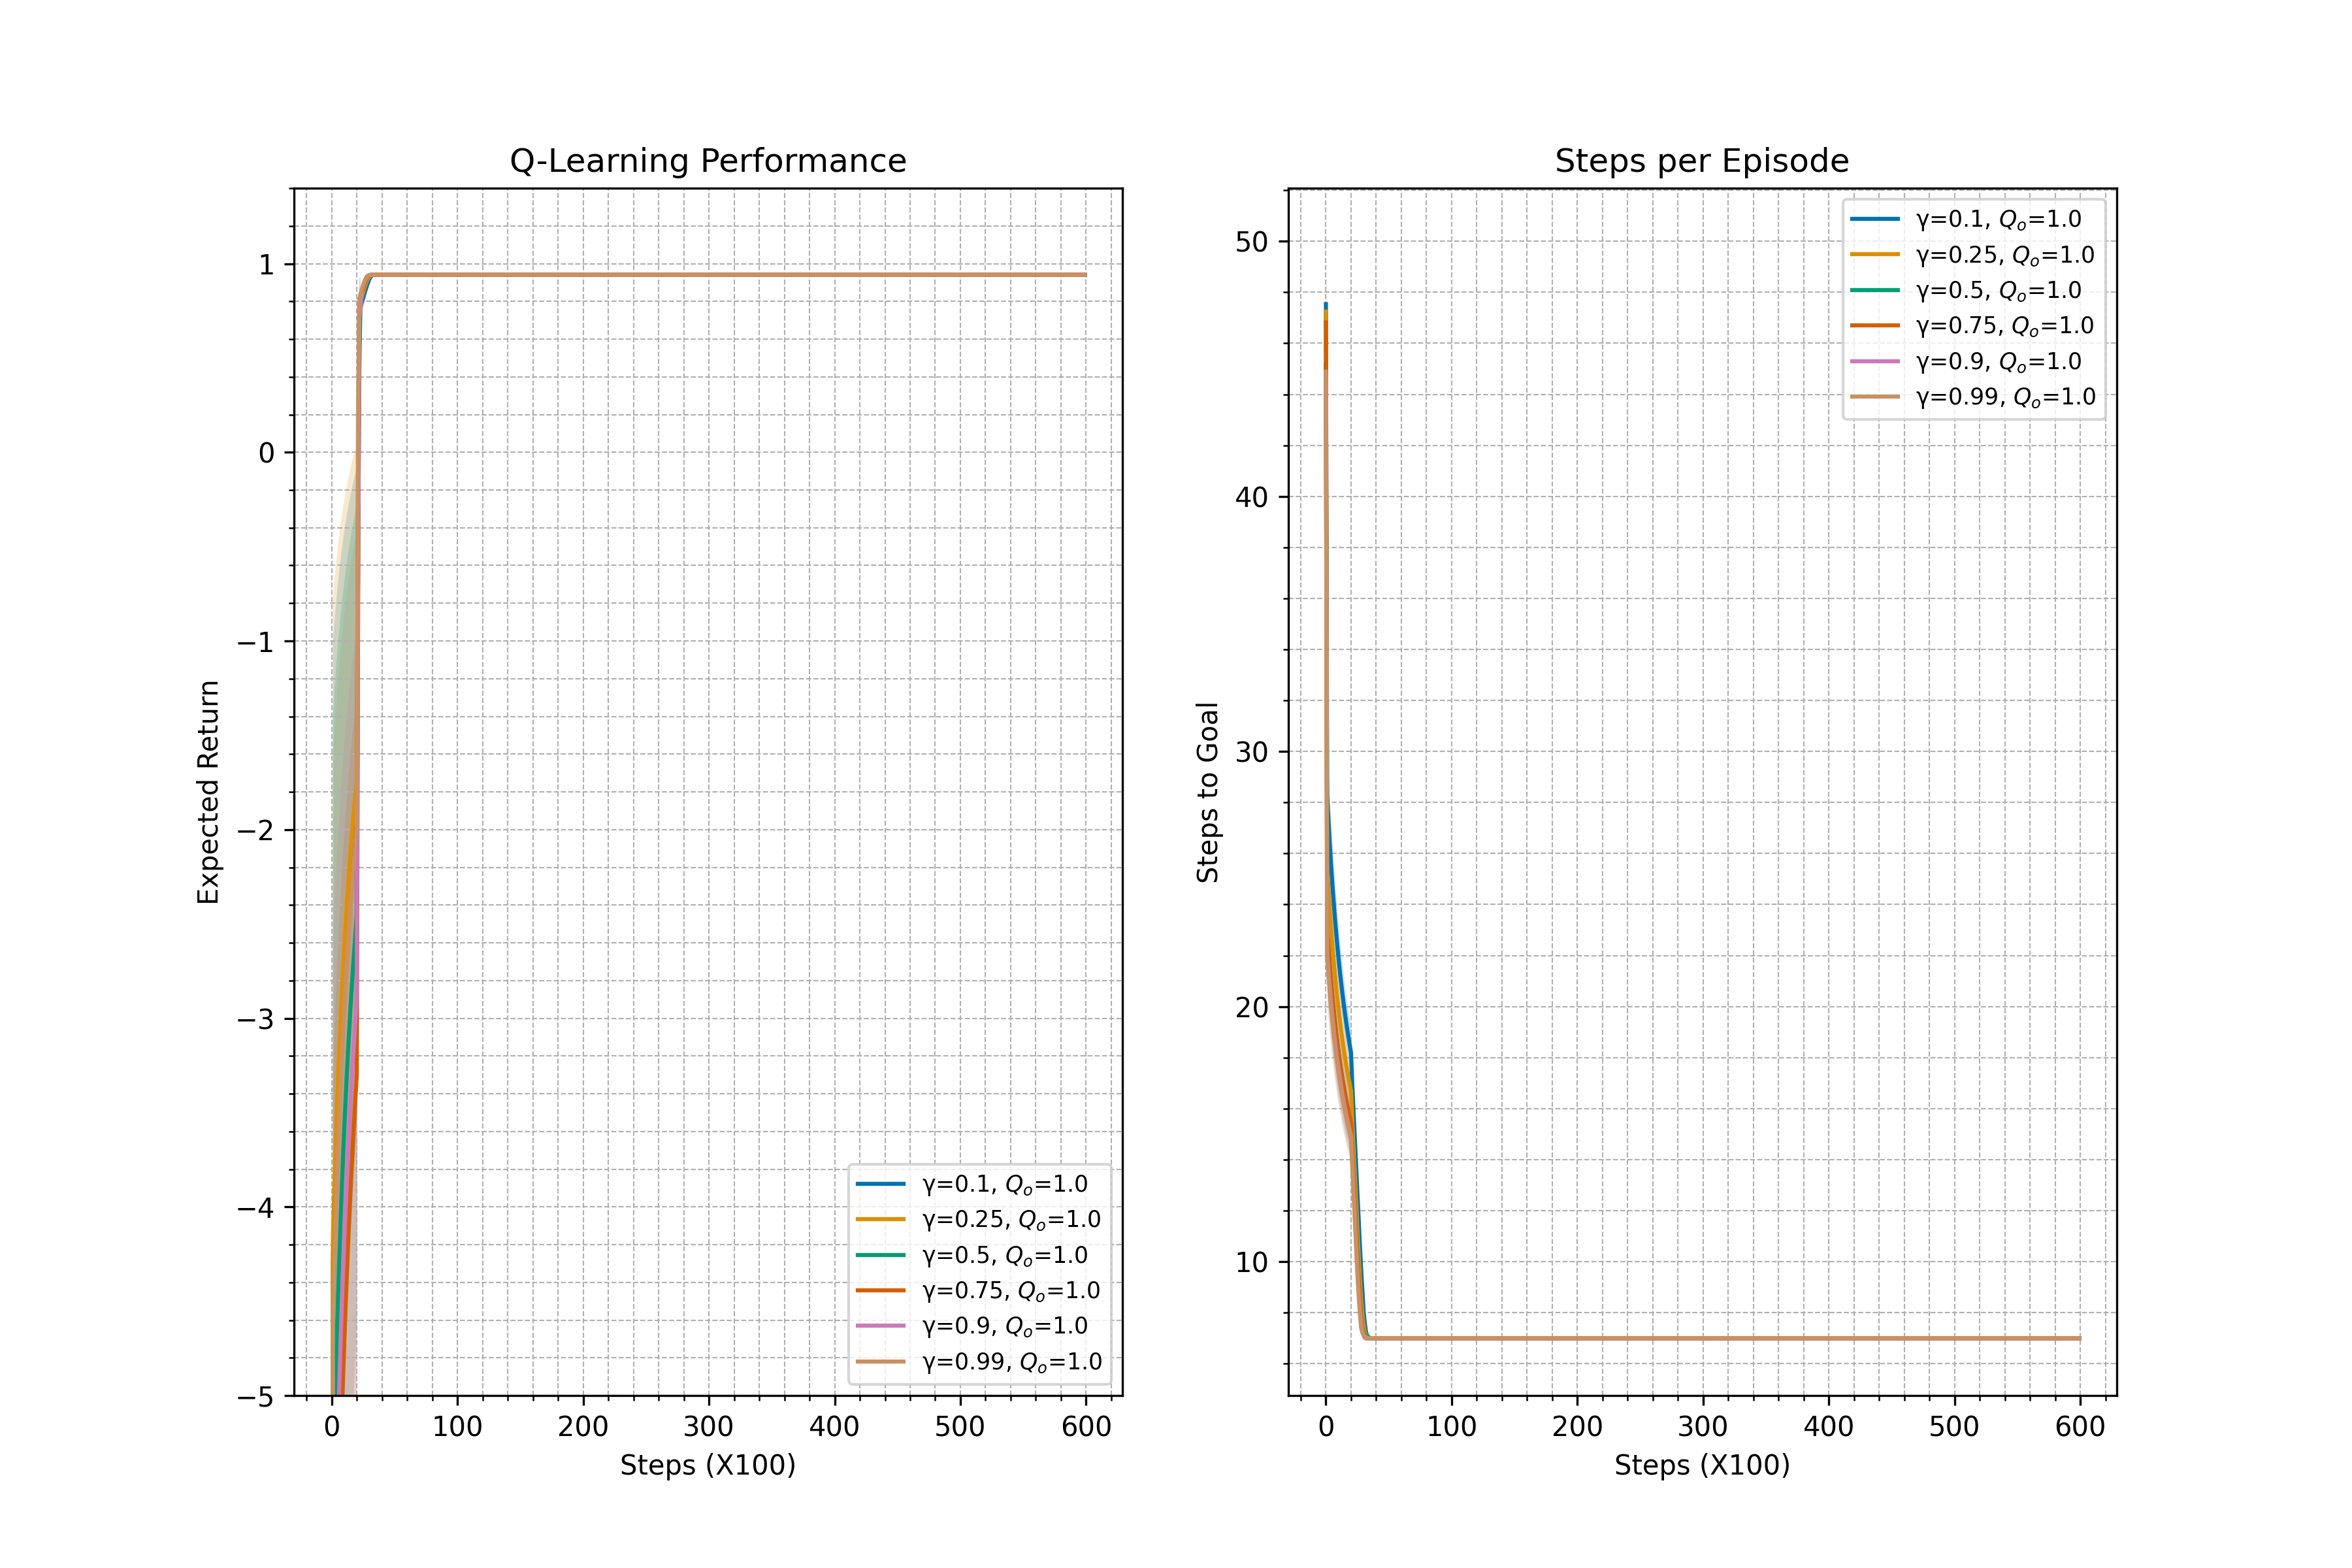 Q-Learning Performance
Expected Return
1
0
−1
−2
−3
−4
−5
γ=0.1, Qₒ=1.0
γ=0.25, Qₒ=1.0
γ=0.5, Qₒ=1.0
γ=0.75, Qₒ=1.0
γ=0.9, Qₒ=1.0
γ=0.99, Qₒ=1.0
0 100 200 300 400 500 600
Steps (X100)
Steps per Episode
Steps to Goal
50
40
30
20
10
γ=0.1, Qₒ=1.0
γ=0.25, Qₒ=1.0
γ=0.5, Qₒ=1.0
γ=0.75, Qₒ=1.0
γ=0.9, Qₒ=1.0
γ=0.99, Qₒ=1.0
0 100 200 300 400 500 600
Steps (X100)